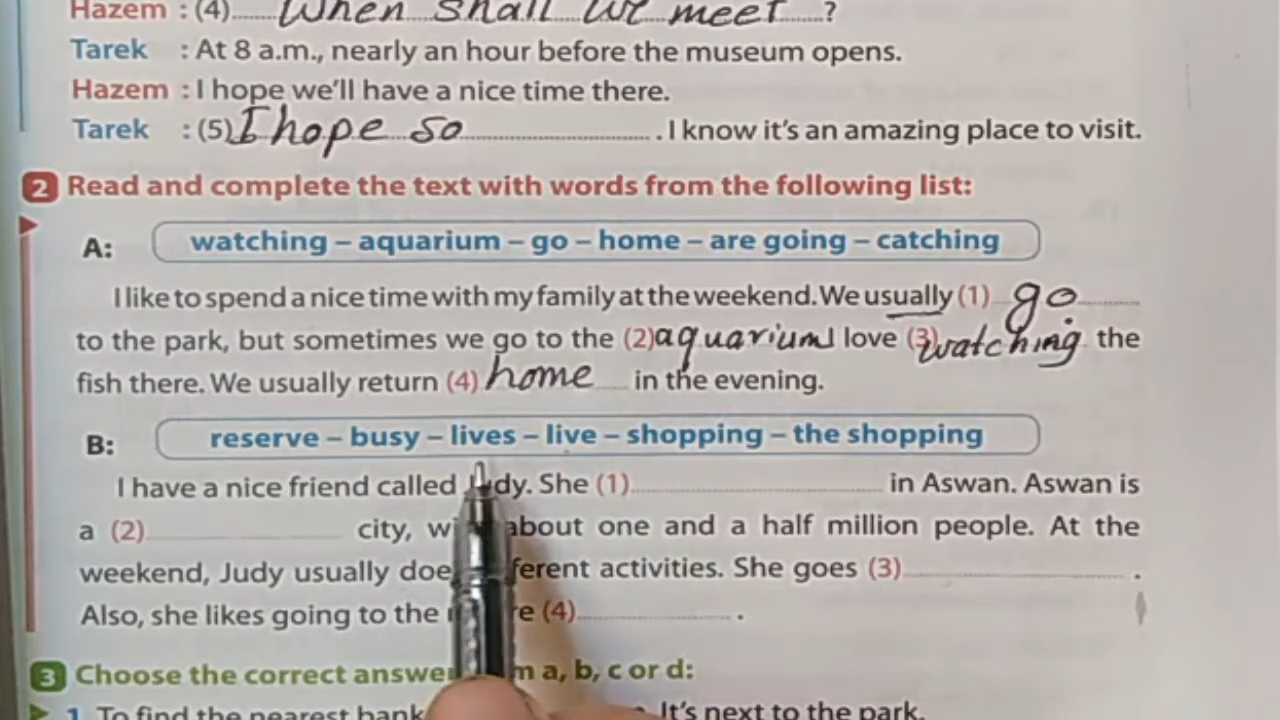 Hazem : (4) When shall we meet ?
Tarek : At 8 a.m., nearly an hour before the museum opens.
Hazem : I hope we'll have a nice time there.
Tarek : (5) I hope so . I know it's an amazing place to visit.
2 Read and complete the text with words from the following list:
A: watching – aquarium – go – home – are going – catching
I like to spend a nice time with my family at the weekend. We usually (1) go
to the park, but sometimes we go to the (2) aquarium I love (3) watching the
fish there. We usually return (4) home in the evening.
B: reserve – busy – lives – live – shopping – the shopping
I have a nice friend called Judy. She (1) in Aswan. Aswan is
a (2) city, about one and a half million people. At the
weekend, Judy usually activities. She goes (3) .
Also, she likes going to the (4) .
3 Choose the correct a, b, c or d:
1. To find the nearest bank It's next to the park.